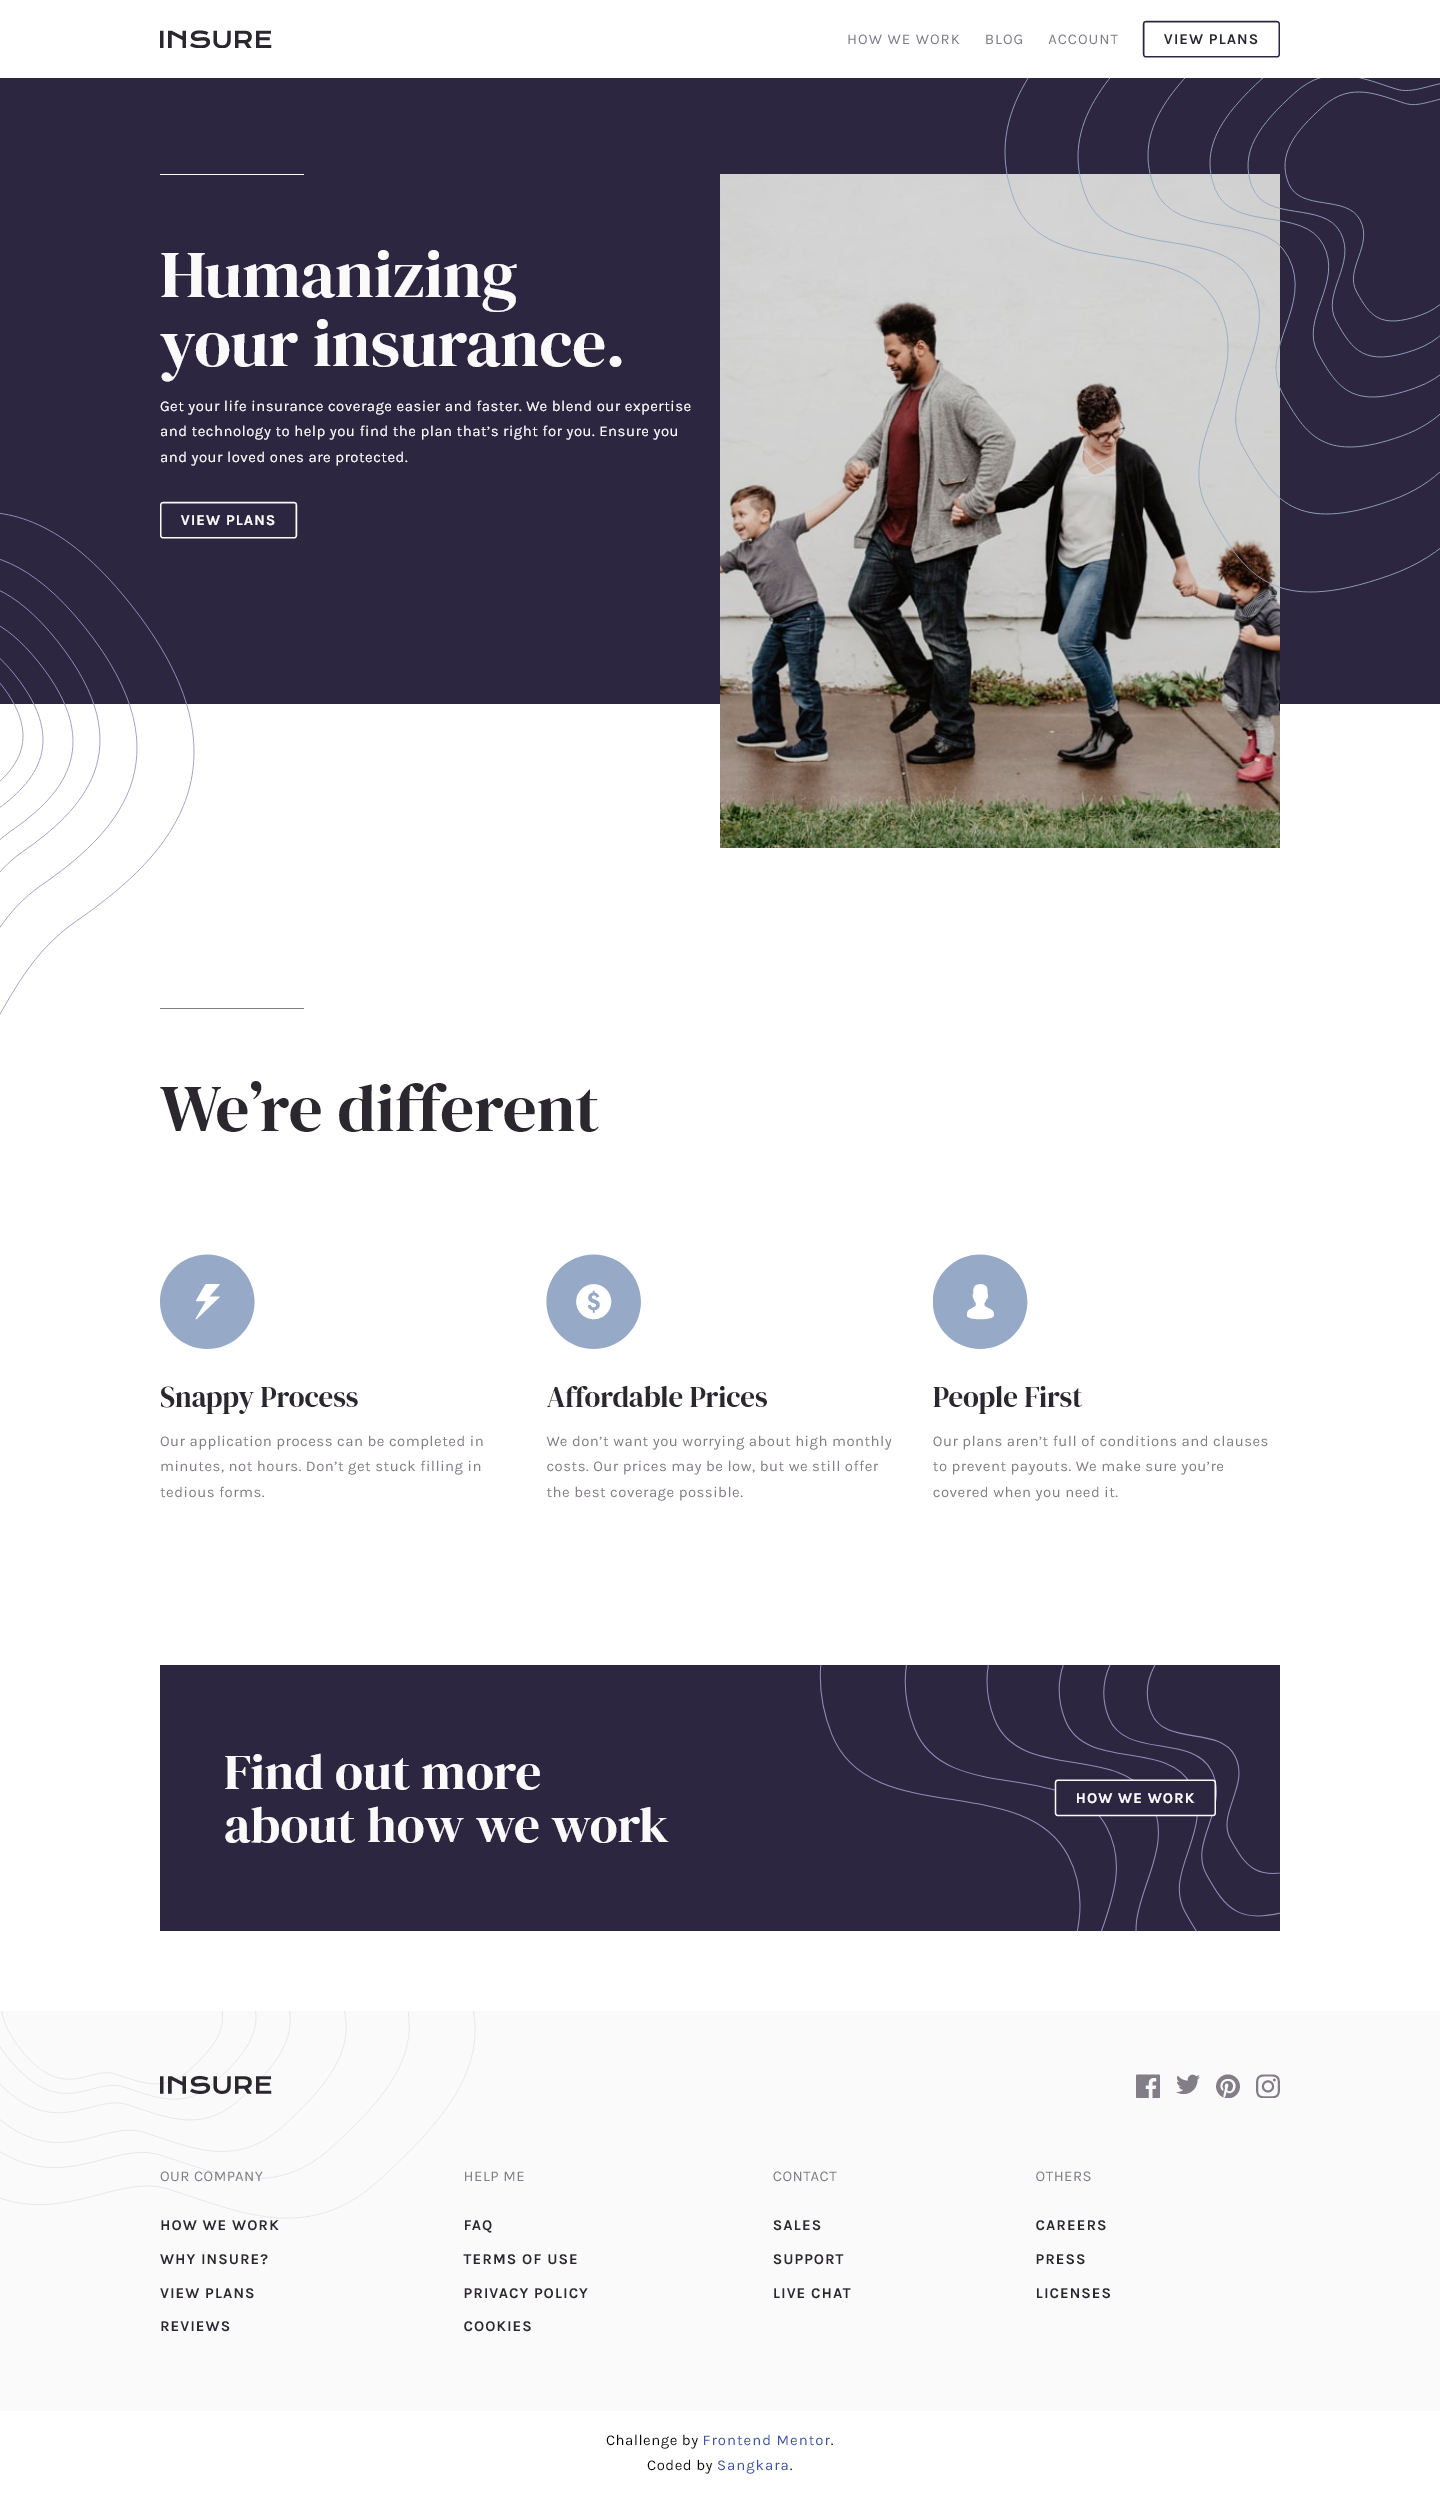 INSURE
HOW WE WORK BLOG ACCOUNT VIEW PLANS
Humanizing
your insurance.
Get your life insurance coverage easier and faster. We blend our expertise
and technology to help you find the plan that’s right for you. Ensure you
and your loved ones are protected.
VIEW PLANS
We’re different
Snappy Process
Our application process can be completed in
minutes, not hours. Don’t get stuck filling in
tedious forms.
Affordable Prices
We don’t want you worrying about high monthly
costs. Our prices may be low, but we still offer
the best coverage possible.
People First
Our plans aren’t full of conditions and clauses
to prevent payouts. We make sure you’re
covered when you need it.
Find out more
about how we work
HOW WE WORK
INSURE
OUR COMPANY
HOW WE WORK
WHY INSURE?
VIEW PLANS
REVIEWS
HELP ME
FAQ
TERMS OF USE
PRIVACY POLICY
COOKIES
CONTACT
SALES
SUPPORT
LIVE CHAT
OTHERS
CAREERS
PRESS
LICENSES
Challenge by Frontend Mentor.
Coded by Sangkara.